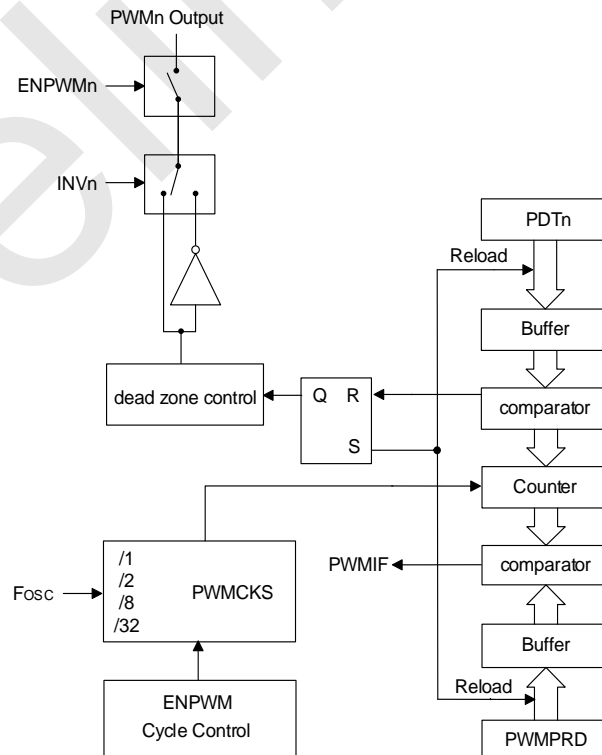 PWMn Output
ENPWMn
INVn
PDTn
Reload
Buffer
dead zone control
Q R
S
comparator
Counter
/1
/2
/8
/32
PWMCKS
FOSC
PWMIF
comparator
Buffer
ENPWM
Cycle Control
Reload
PWMPRD